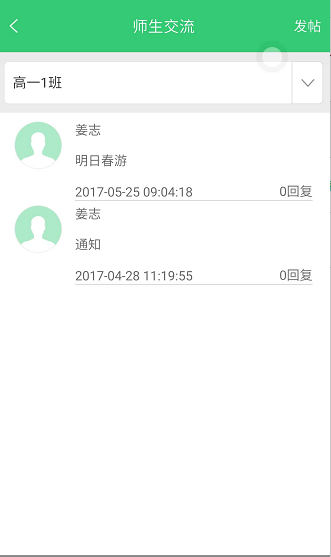 师生交流 发帖
高一1班
姜志
明日春游
2017-05-25 09:04:18 0回复
姜志
通知
2017-04-28 11:19:55 0回复